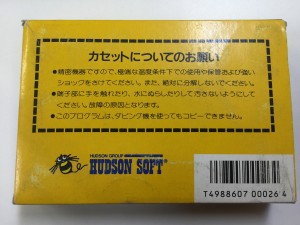 カセットについてのお願い
●精密機器ですので、極端な温度条件下での使用や保管および強い
ショックをさけてください。また、絶対に分解しないでください。
●端子部に手を触れたり、水にぬらしたりして汚さないようにして
ください。故障の原因となります。
●このプログラムは、ダビング機を使ってもコピーできません。
HUDSON GROUP
HUDSON SOFT
T4988607 00026 4